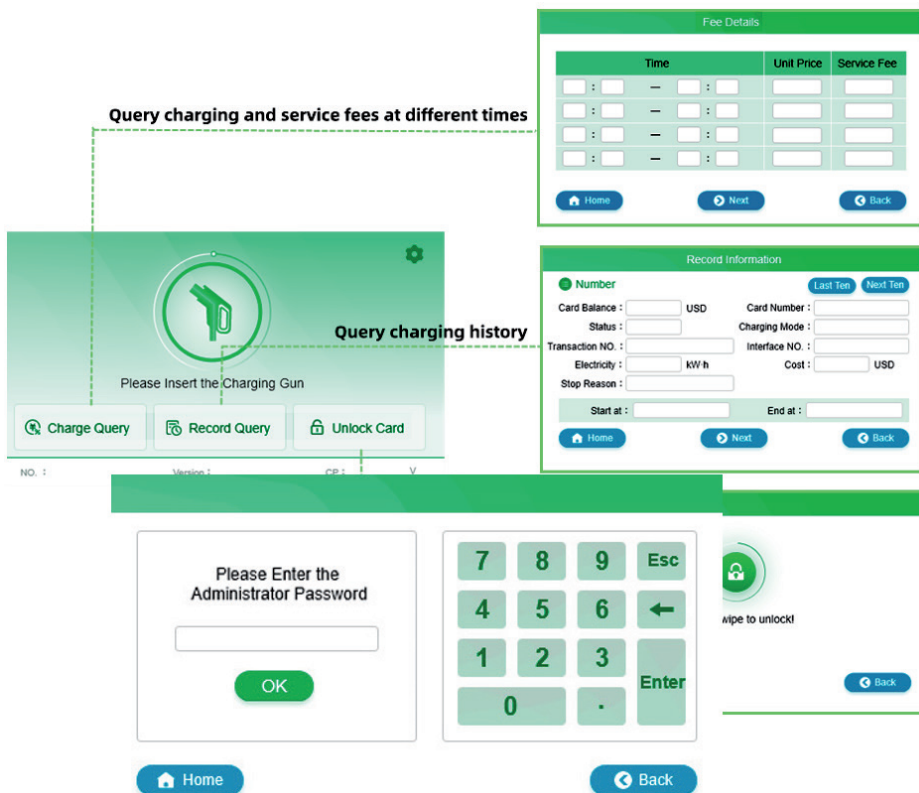 Fee Details
Time Unit Price Service Fee
: — :
: — :
: — :
: — :
Home Next Back
Query charging and service fees at different times
Please Insert the Charging Gun
Charge Query Record Query Unlock Card
NO. : Version : CP : V
Query charging history
Record Information
Number Last Ten Next Ten
Card Balance : USD Card Number :
Status : Charging Mode :
Transaction NO. : Interface NO. :
Electricity : kW·h Cost : USD
Stop Reason :
Start at : End at :
Home Next Back
Please Enter the
Administrator Password
OK
7 8 9 Esc
4 5 6 ←
1 2 3
Enter
0 .
Home Back
wipe to unlock!
Back